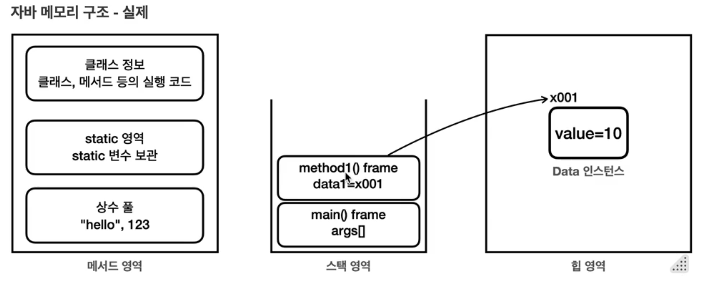 자바 메모리 구조 - 실제
클래스 정보
클래스, 메서드 등의 실행 코드
static 영역
static 변수 보관
상수 풀
"hello", 123
메서드 영역
method1() frame
data1=x001
main() frame
args[]
스택 영역
x001
value=10
Data 인스턴스
힙 영역